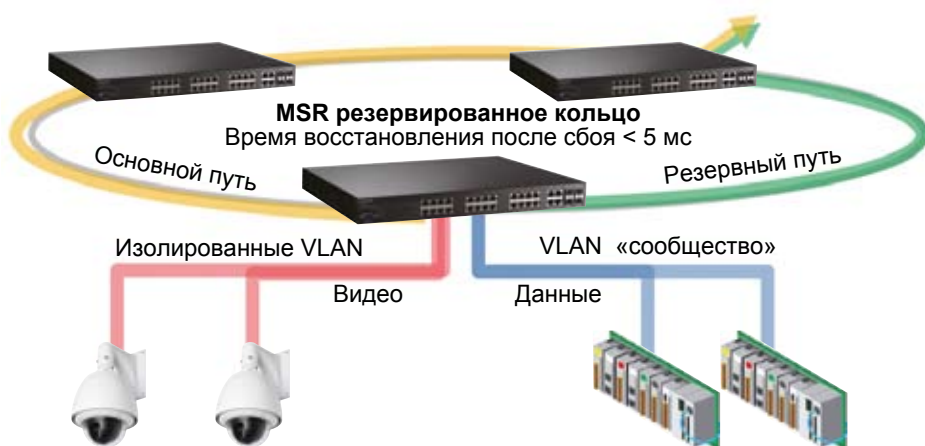 MSR резервированное кольцо
Время восстановления после сбоя < 5 мс
Основной путь
Резервный путь
Изолированные VLAN
VLAN «сообщество»
Видео
Данные